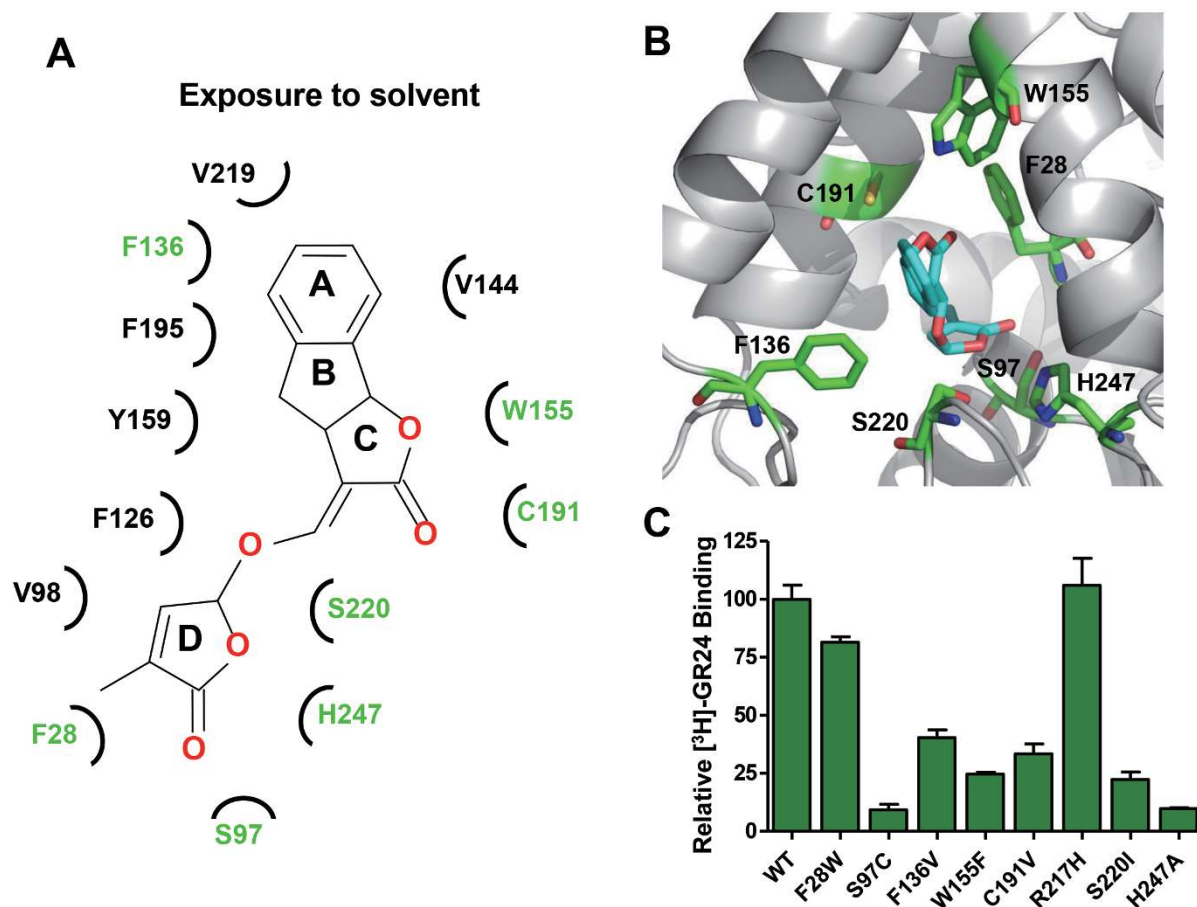 A
Exposure to solvent
V219
F136
A
V144
F195
B
W155
Y159
C
O
C191
F126
O
O
V98
S220
D
O
H247
F28
O
S97
B
W155
F28
C191
F136
S97
H247
S220
C
Relative [³H]-GR24 Binding
125
100
75
50
25
0
WT
F28W
S97C
F136V
W155F
C191V
R217H
S220I
H247A